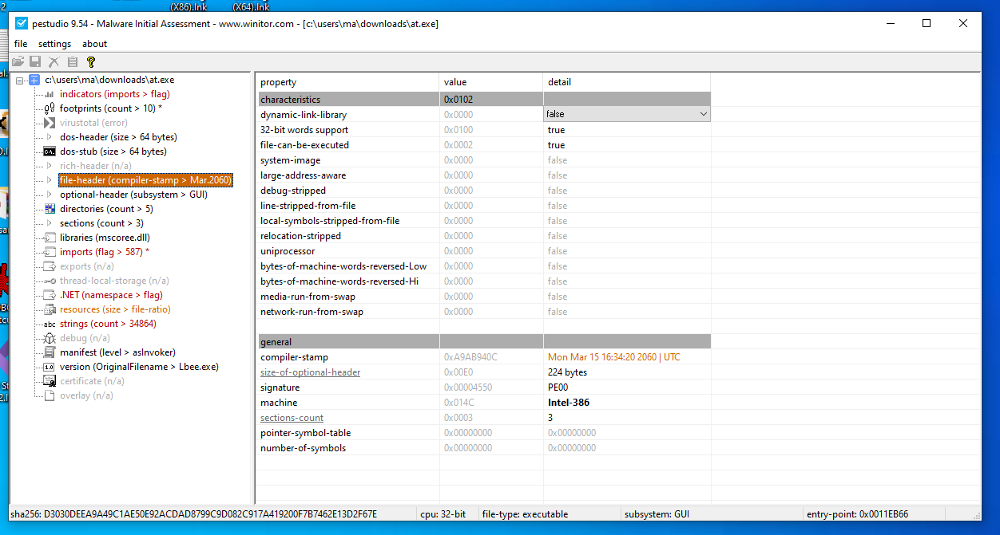 (X86).lnk (X64).lnk
pestudio 9.54 - Malware Initial Assessment - www.winitor.com - [c:\users\ma\downloads\at.exe]
file settings about
c:\users\ma\downloads\at.exe
indicators (imports > flag)
footprints (count > 10) *
virustotal (error)
dos-header (size > 64 bytes)
dos-stub (size > 64 bytes)
rich-header (n/a)
file-header (compiler-stamp > Mar.2060)
optional-header (subsystem > GUI)
directories (count > 5)
sections (count > 3)
libraries (mscoree.dll)
imports (flag > 587) *
exports (n/a)
thread-local-storage (n/a)
.NET (namespace > flag)
resources (size > file-ratio)
abc strings (count > 34864)
debug (n/a)
manifest (level > asInvoker)
1.0 version (OriginalFilename > Lbee.exe)
certificate (n/a)
overlay (n/a)
property value detail
characteristics 0x0102
dynamic-link-library 0x0000 false
32-bit words support 0x0100 true
file-can-be-executed 0x0002 true
system-image 0x0000 false
large-address-aware 0x0000 false
debug-stripped 0x0000 false
line-stripped-from-file 0x0000 false
local-symbols-stripped-from-file 0x0000 false
relocation-stripped 0x0000 false
uniprocessor 0x0000 false
bytes-of-machine-words-reversed-Low 0x0000 false
bytes-of-machine-words-reversed-Hi 0x0000 false
media-run-from-swap 0x0000 false
network-run-from-swap 0x0000 false
general
compiler-stamp 0xA9AB940C Mon Mar 15 16:34:20 2060 | UTC
size-of-optional-header 0x00E0 224 bytes
signature 0x00004550 PE00
machine 0x014C Intel-386
sections-count 0x0003 3
pointer-symbol-table 0x00000000 0x00000000
number-of-symbols 0x00000000 0x00000000
sha256: D3030DEEA9A49C1AE50E92ACDAD8799C9D082C917A419200F7B7462E13D2F67E cpu: 32-bit file-type: executable subsystem: GUI entry-point: 0x0011EB66